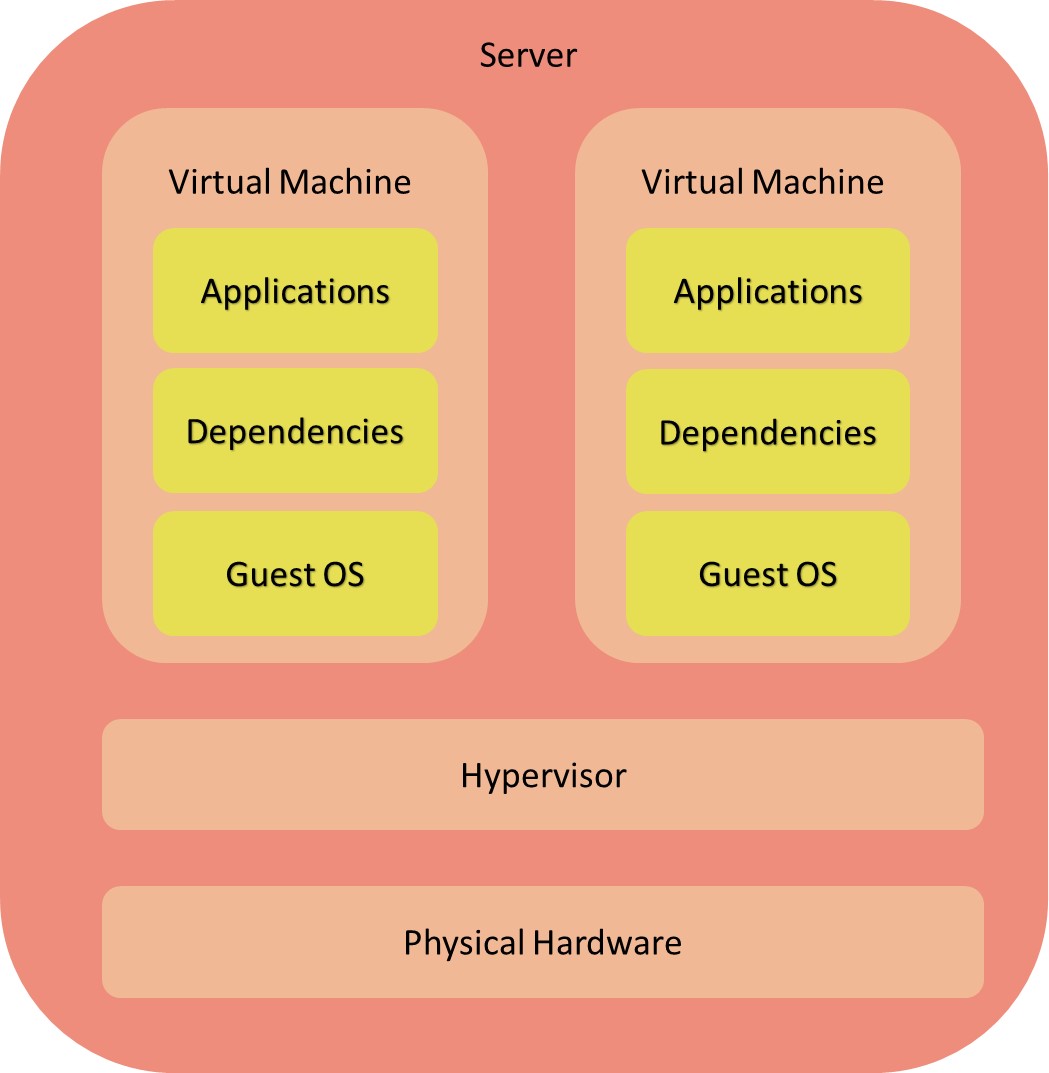 Server
Virtual Machine
Applications
Dependencies
Guest OS
Virtual Machine
Applications
Dependencies
Guest OS
Hypervisor
Physical Hardware